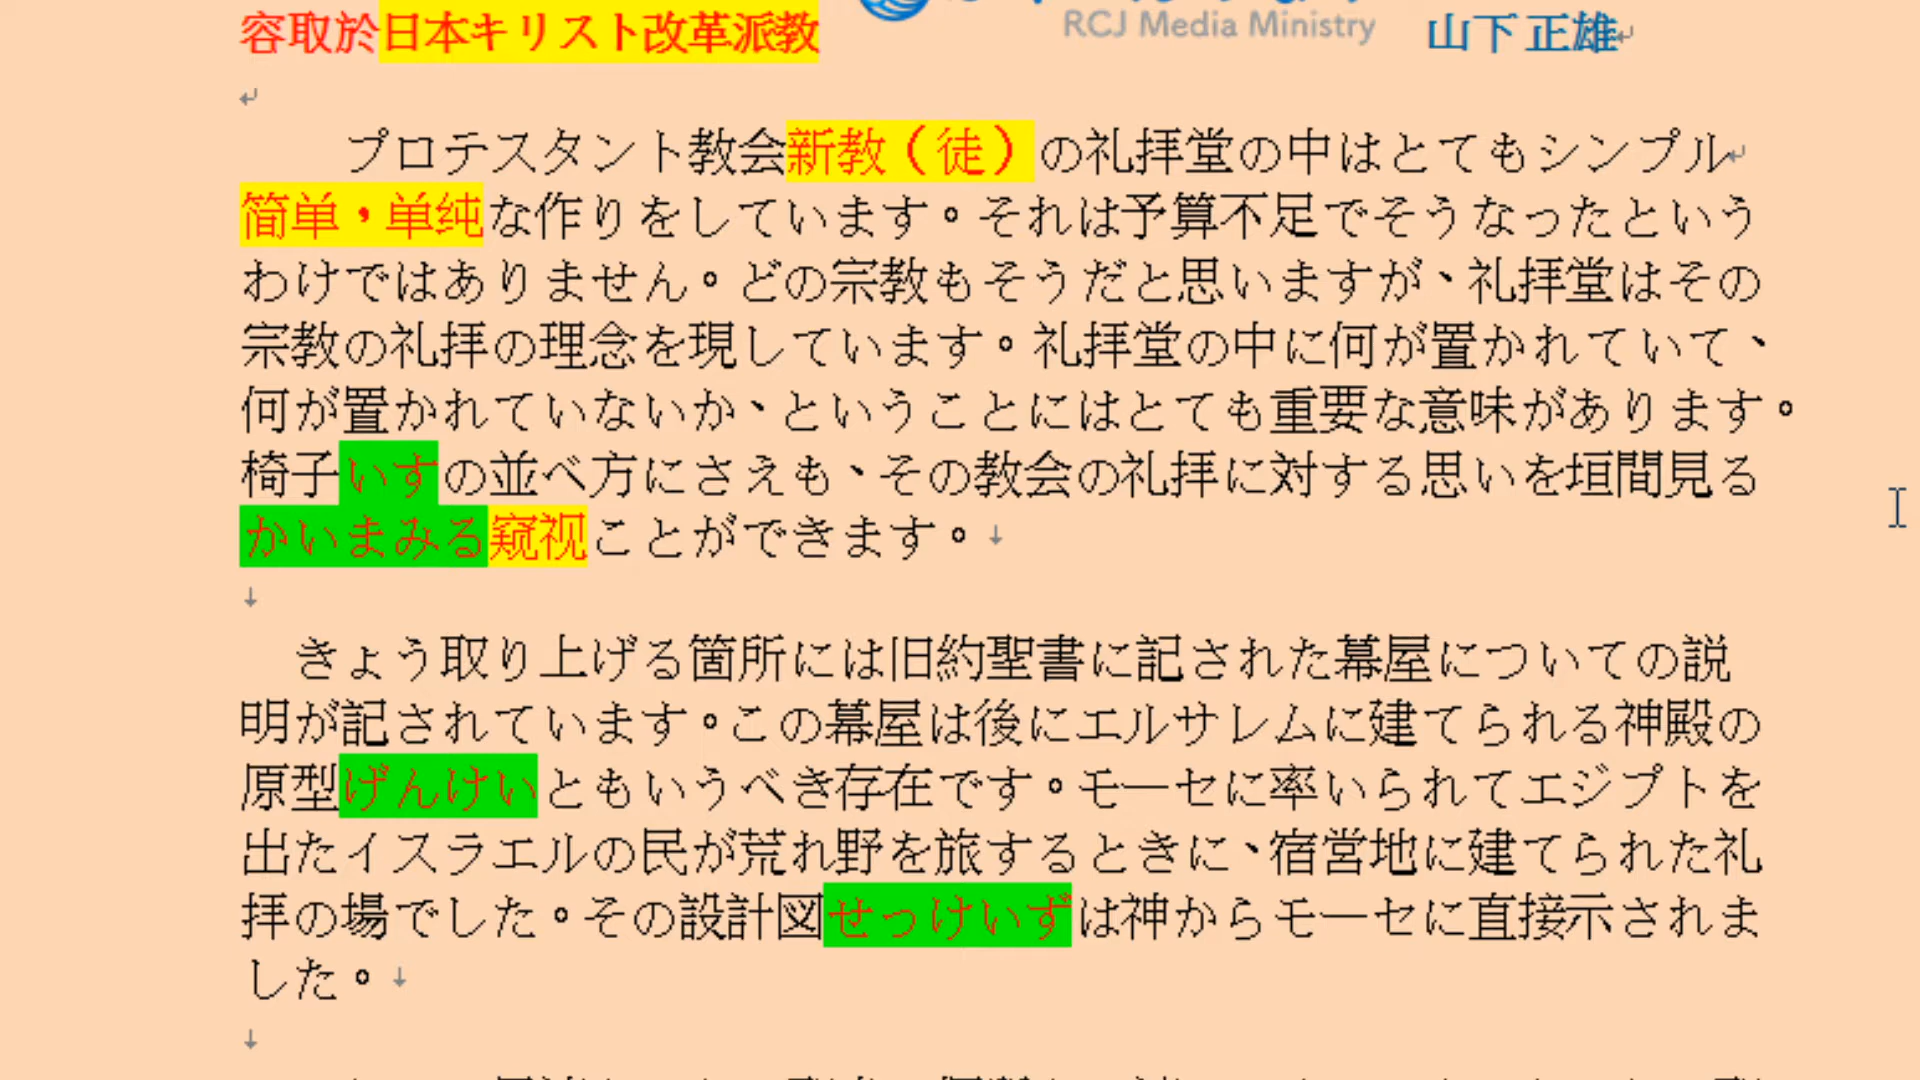 容取於日本キリスト改革派教
RCJ Media Ministry
山下 正雄
プロテスタント教会新教（徒）の礼拝堂の中はとてもシンプル
简单，单纯な作りをしています。それは予算不足でそうなったという
わけではありません。どの宗教もそうだと思いますが、礼拝堂はその
宗教の礼拝の理念を現しています。礼拝堂の中に何が置かれていて、
何が置かれていないか、ということにはとても重要な意味があります。
椅子いすの並べ方にさえも、その教会の礼拝に対する思いを垣間見る
かいまみる窥视ことができます。
きょう取り上げる箇所には旧約聖書に記された幕屋についての説
明が記されています。この幕屋は後にエルサレムに建てられる神殿の
原型げんけいともいうべき存在です。モーセに率いられてエジプトを
出たイスラエルの民が荒れ野を旅するときに、宿営地に建てられた礼
拝の場でした。その設計図せっけいずは神からモーセに直接示されま
した。